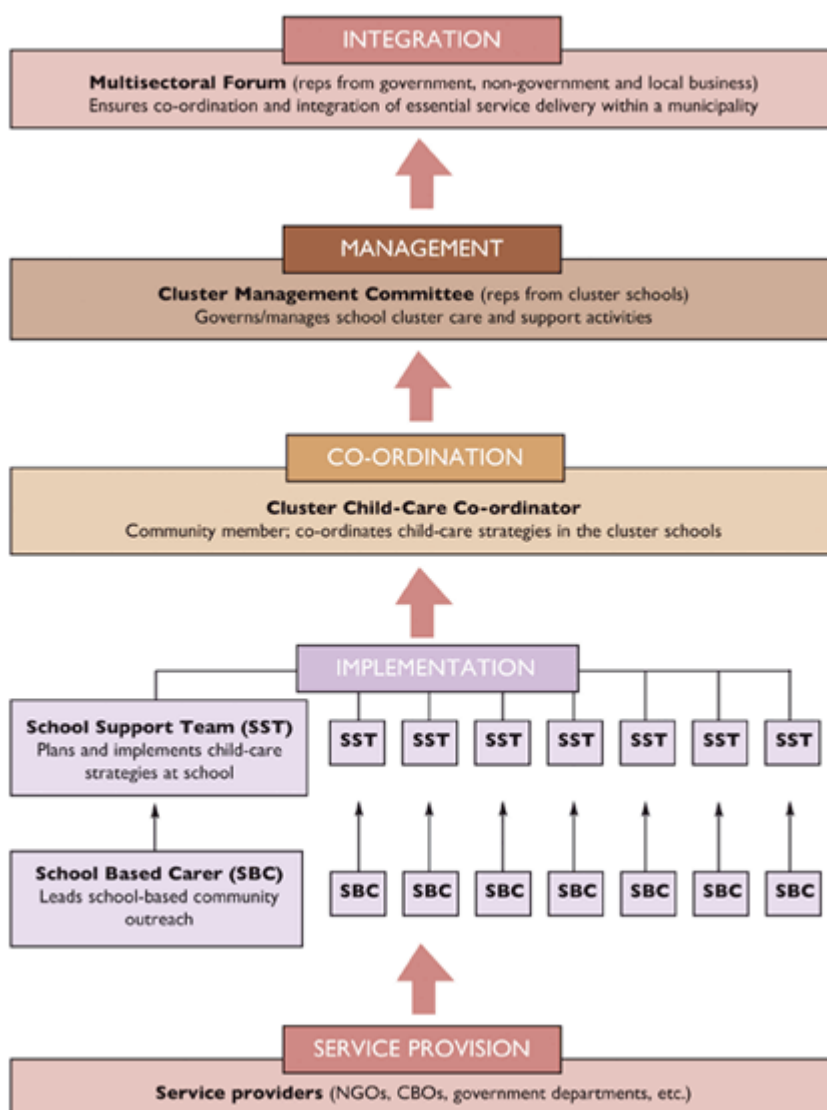 INTEGRATION
Multisectoral Forum (reps from government, non-government and local business)
Ensures co-ordination and integration of essential service delivery within a municipality
MANAGEMENT
Cluster Management Committee (reps from cluster schools)
Governs/manages school cluster care and support activities
CO-ORDINATION
Cluster Child-Care Co-ordinator
Community member; co-ordinates child-care strategies in the cluster schools
IMPLEMENTATION
School Support Team (SST)
Plans and implements child-care
strategies at school
SST SST SST SST SST SST SST
School Based Carer (SBC)
Leads school-based community
outreach
SBC SBC SBC SBC SBC SBC SBC
SERVICE PROVISION
Service providers (NGOs, CBOs, government departments, etc.)